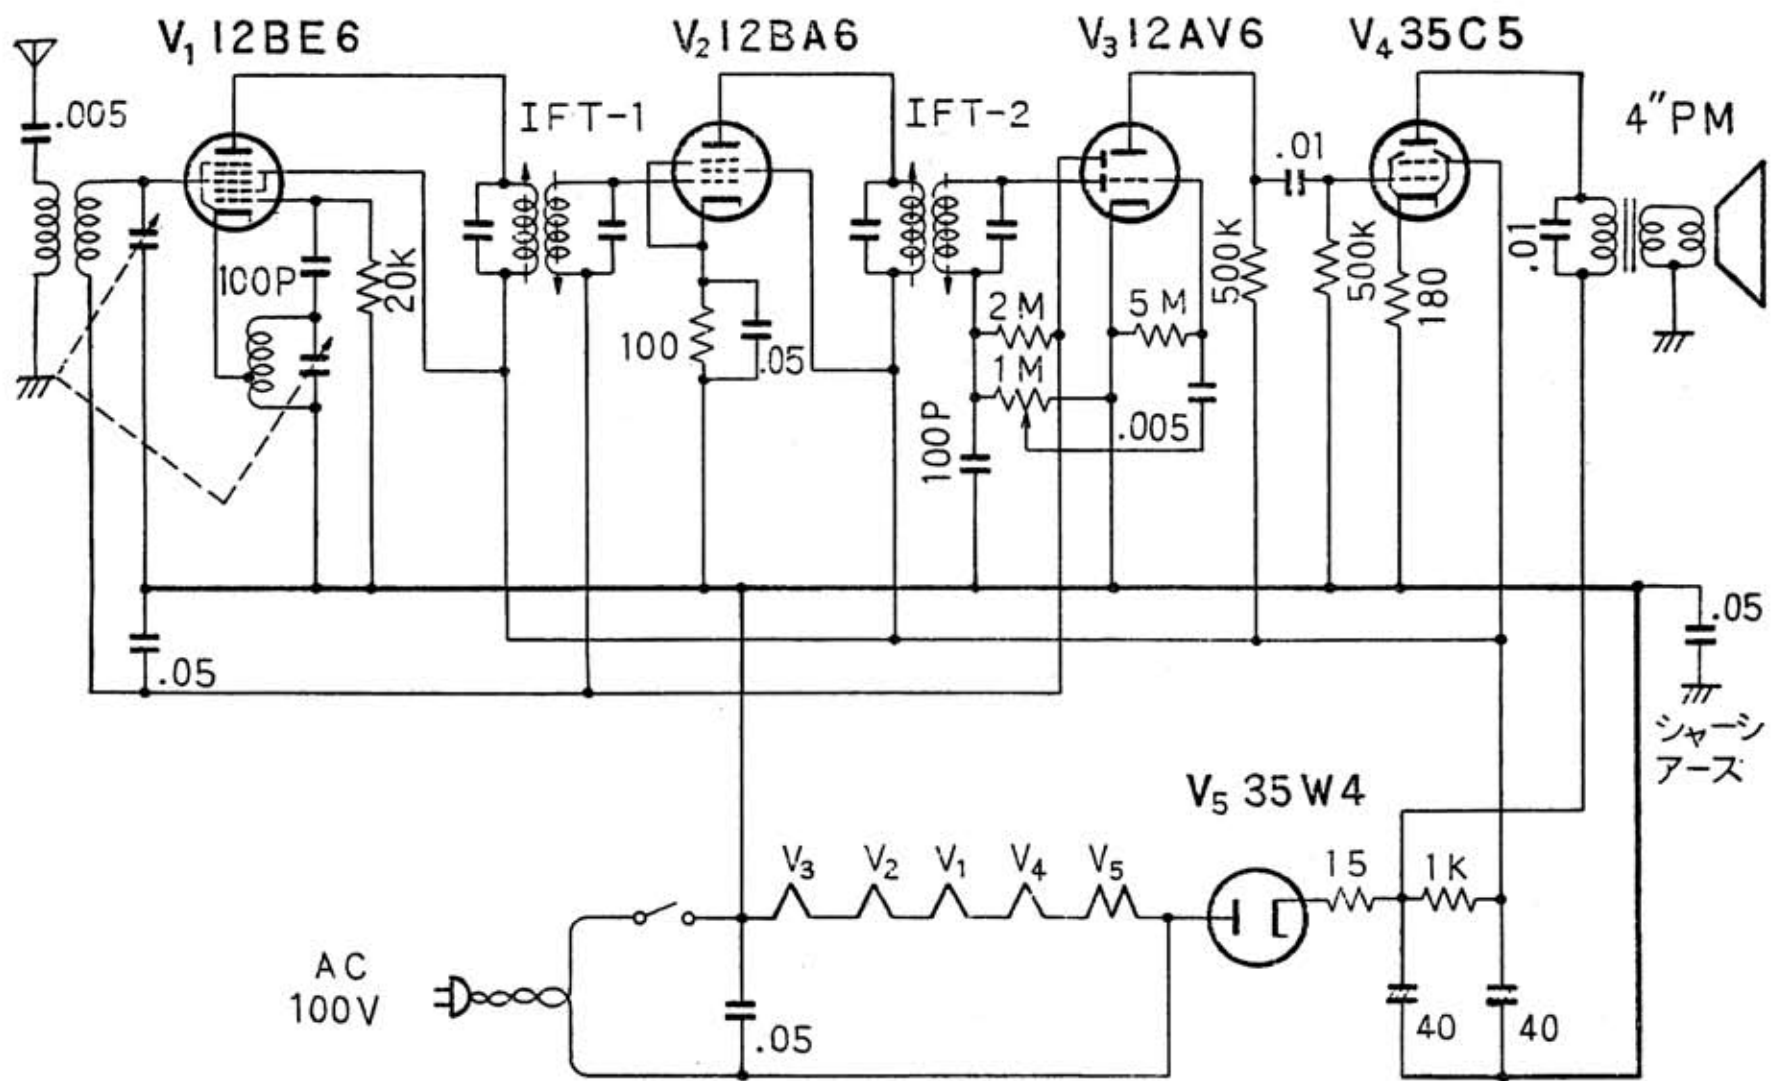 V₁ 12BE6
V₂ 12BA6
V₃ 12AV6
V₄ 35C5
.005
IFT-1
IFT-2
4″PM
.01
100P
20K
100
.05
2M
1M
5M
.005
100P
500K
500K
180
.01
.05
.05
シャーシ
アース
V₅ 35W4
V₃
V₂
V₁
V₄
V₅
15
1K
AC
100V
.05
40
40